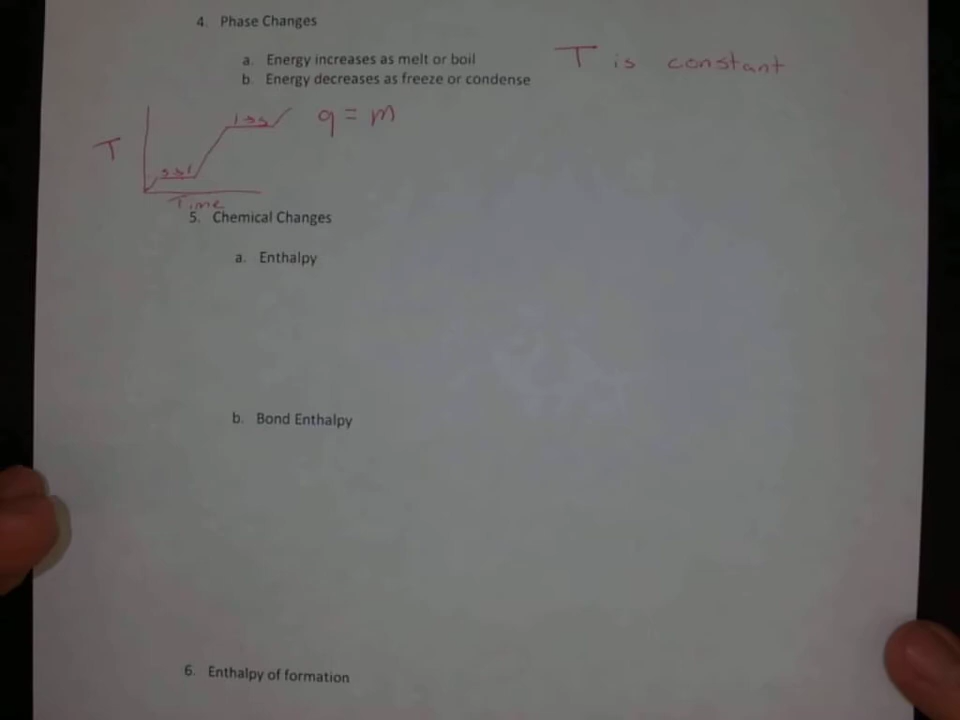 4. Phase Changes
a. Energy increases as melt or boil
T is constant
b. Energy decreases as freeze or condense
q = m
T
Time
5. Chemical Changes
a. Enthalpy
b. Bond Enthalpy
6. Enthalpy of formation